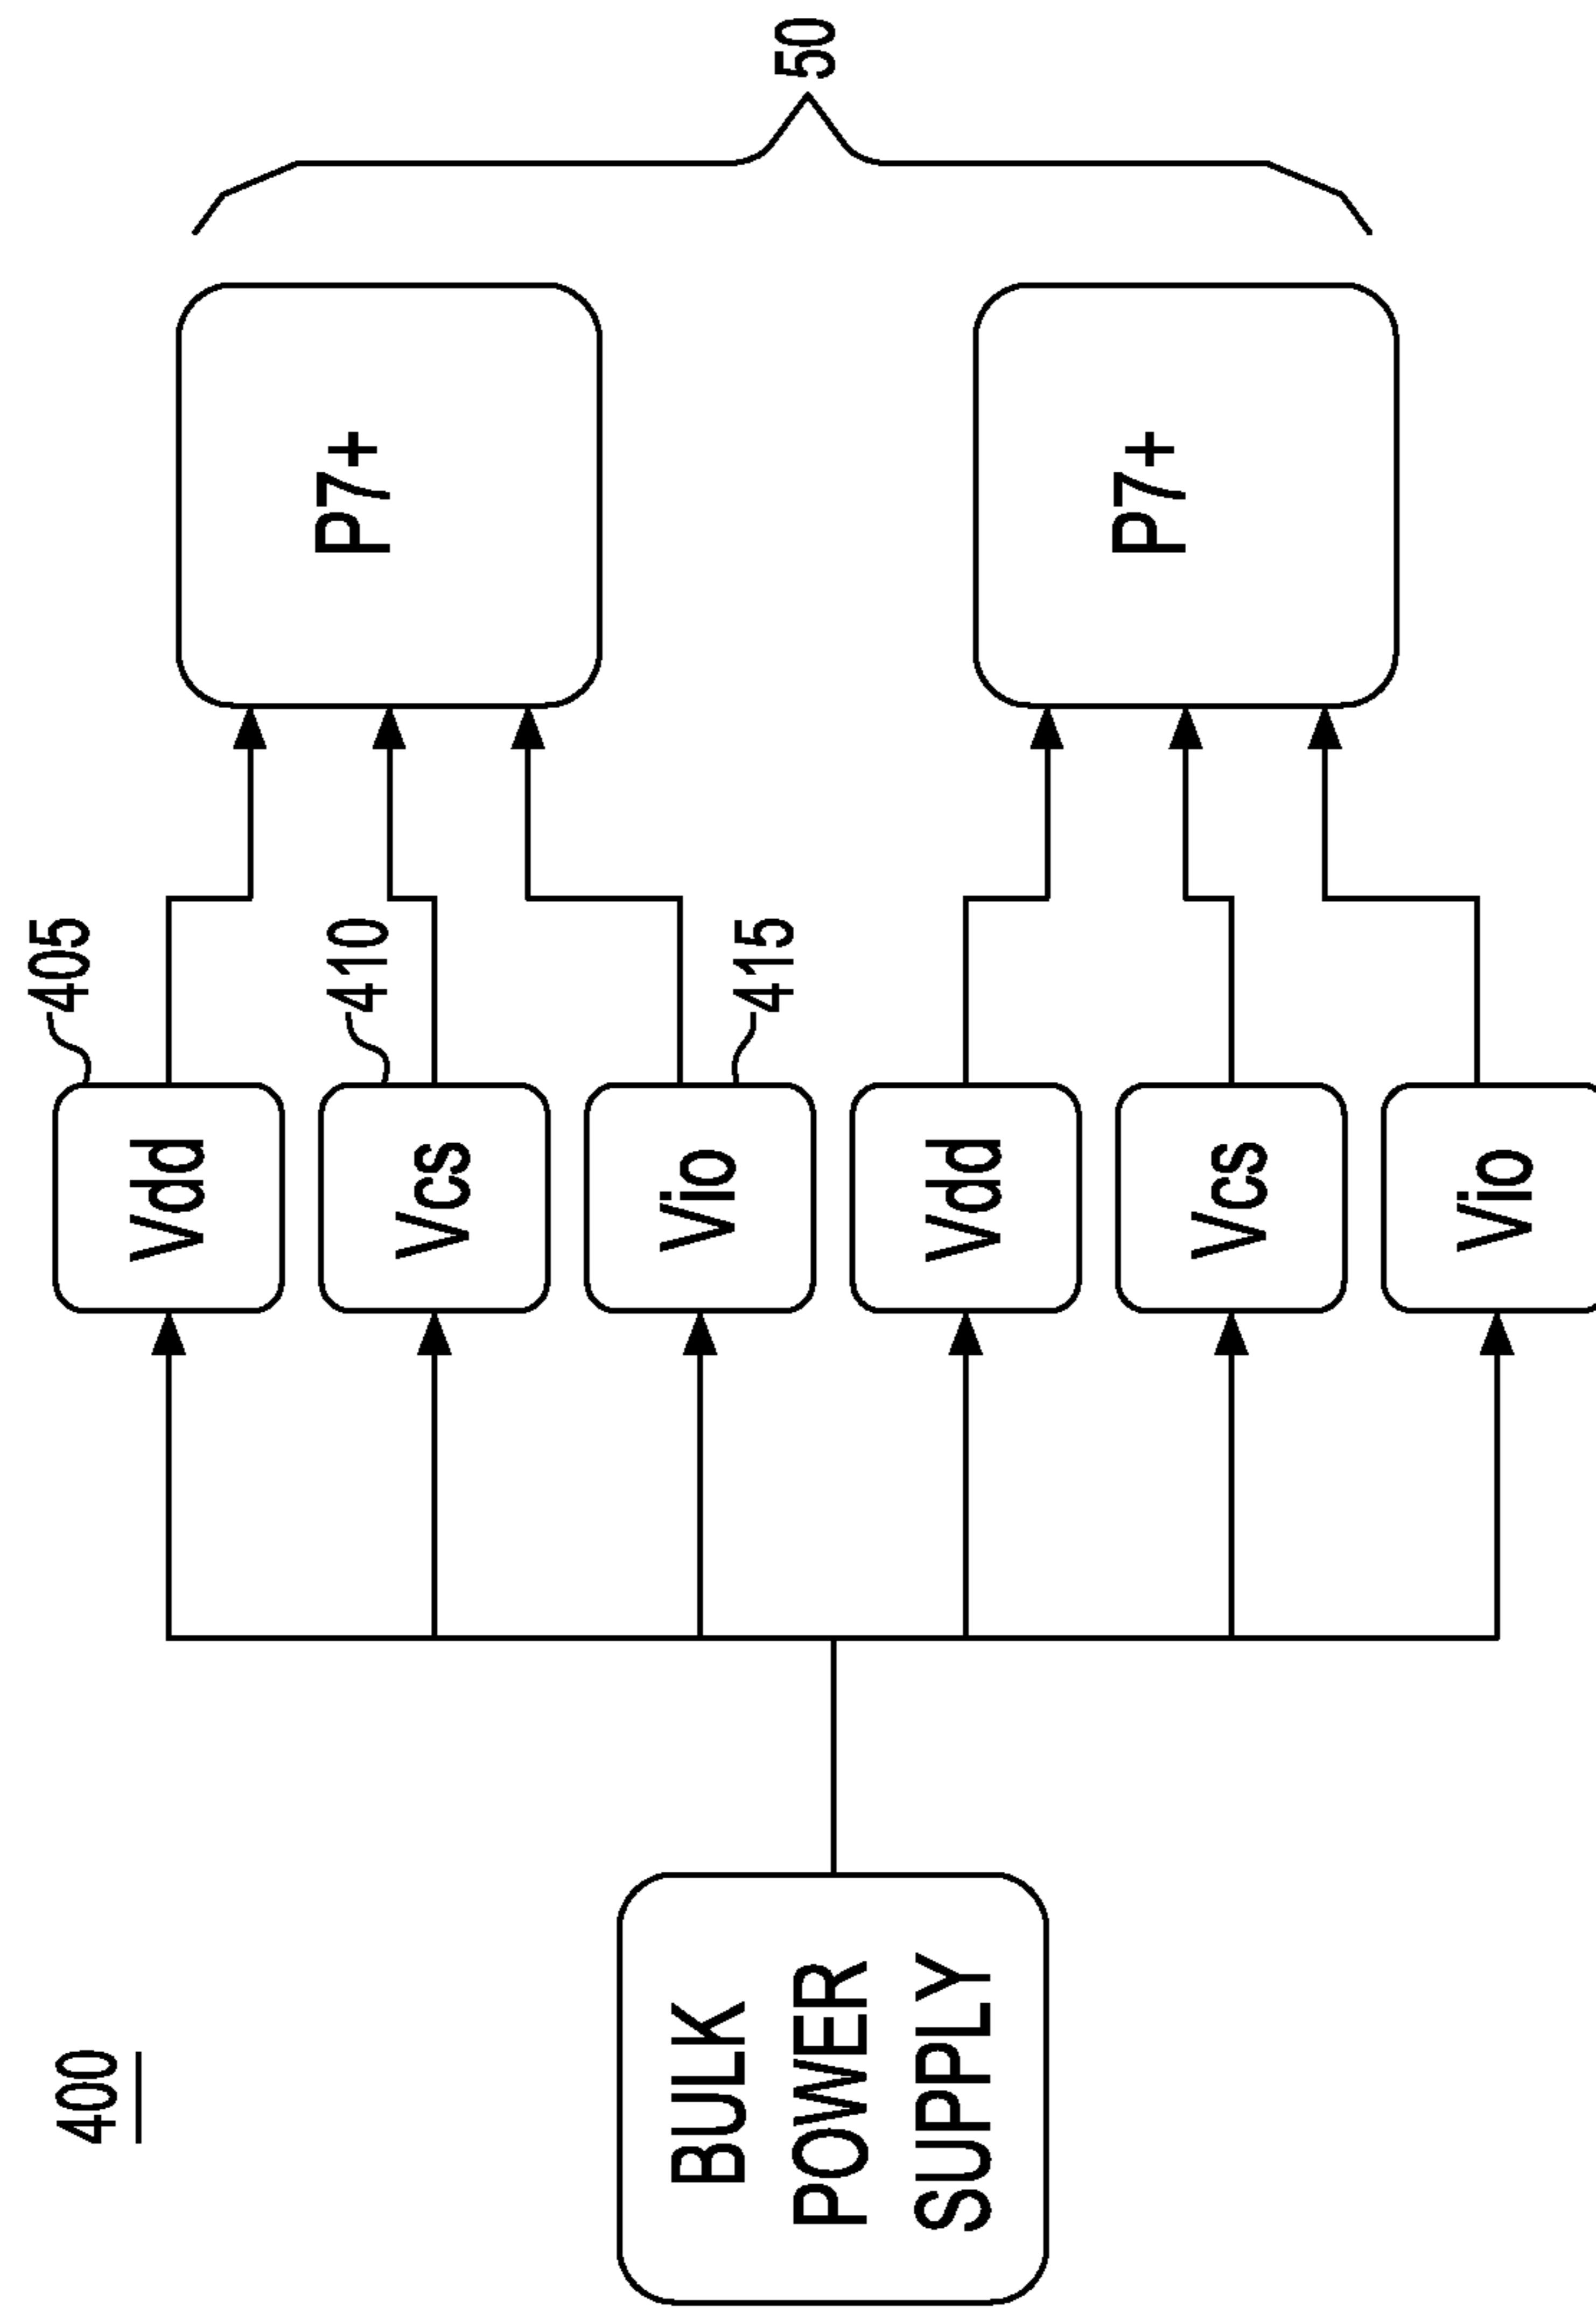 400
BULK
POWER
SUPPLY
405
Vdd
410
Vcs
Vio
415
Vdd
Vcs
Vio
P7+
P7+
50